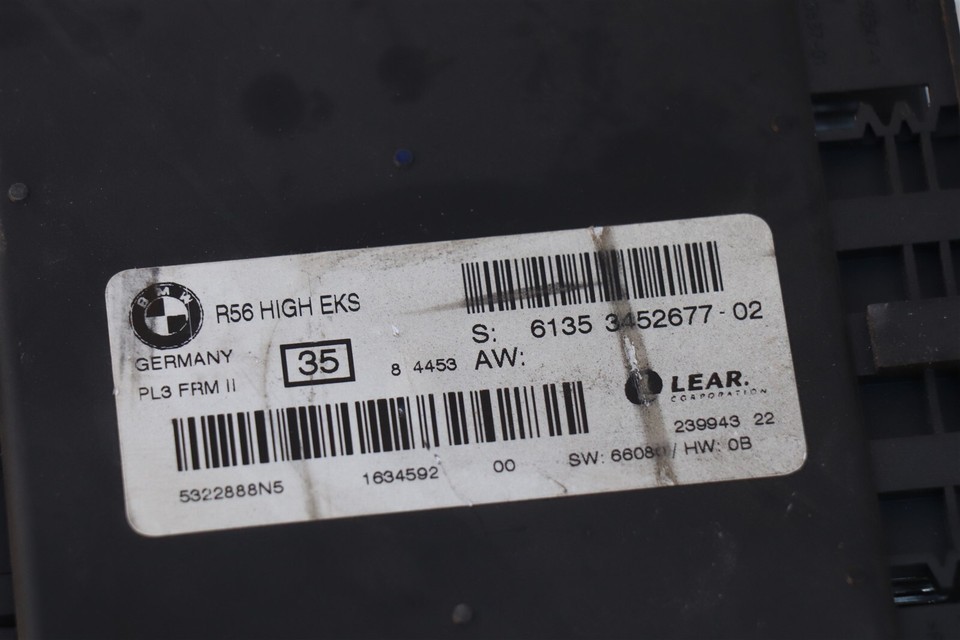 BMW
R56 HIGH EKS
GERMANY
PL3 FRM II
35
8 4453
S: 6135 3452677-02
AW:
LEAR.
CORPORATION
239943 22
SW: / HW: 0B
5322888N5
1634592
00